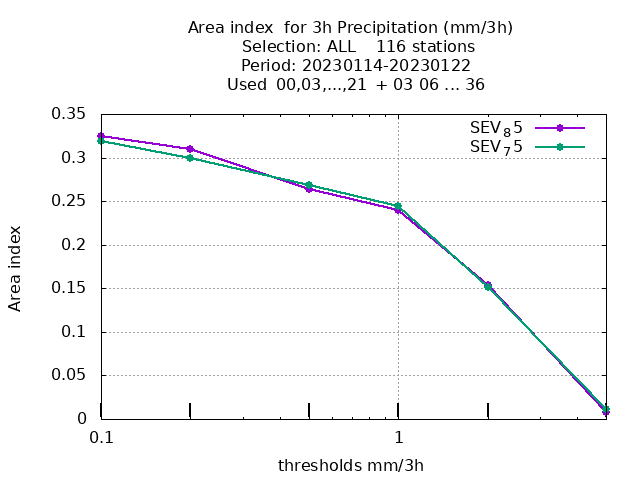 Area index  for 3h Precipitation (mm/3h)
Selection: ALL    116 stations
Period: 20230114-20230122
Used  00,03,...,21  + 03 06 ... 36
SEV₈5
SEV₇5
0.35
0.3
0.25
0.2
0.15
0.1
0.05
0
Area index
0.1
1
thresholds mm/3h